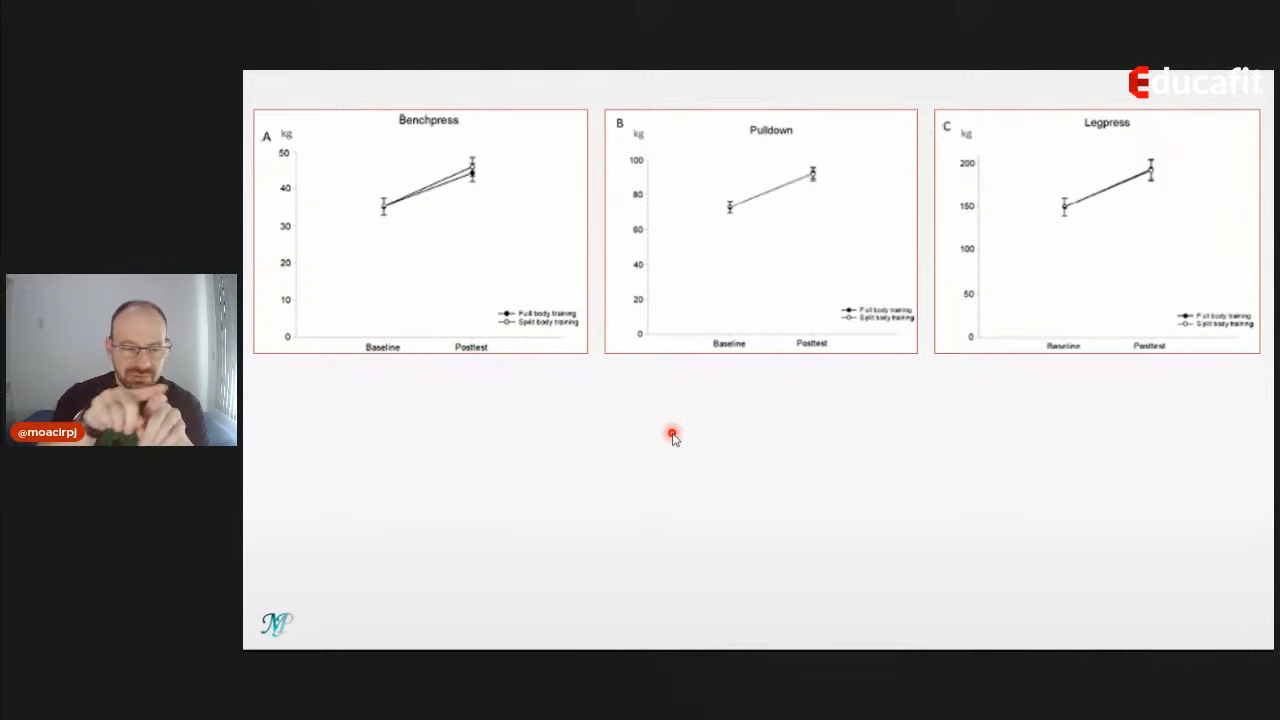 Educafit
Benchpress
A
kg
50
40
30
20
10
0
Baseline
Posttest
Full body training
Split body training
B
Pulldown
kg
100
80
60
40
20
0
Baseline
Posttest
Full body training
Split body training
C
Legpress
kg
200
150
100
50
0
Baseline
Posttest
Full body training
Split body training
@moacirpj
MP